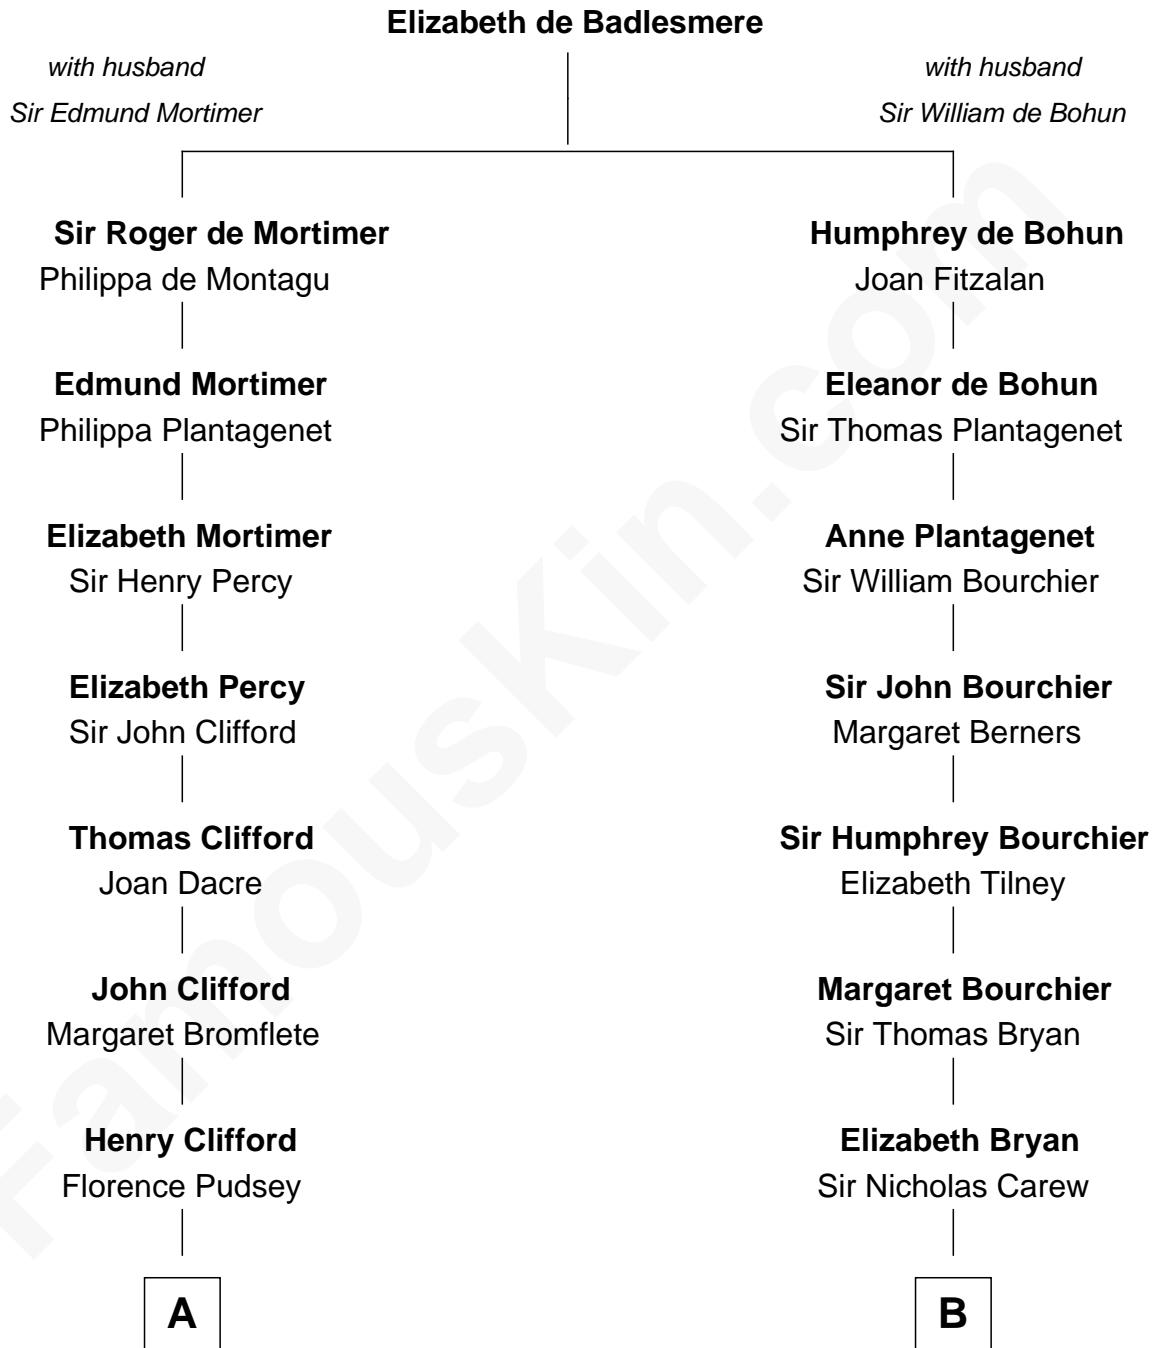 Elizabeth de Badlesmere
with husband
Sir Edmund Mortimer
with husband
Sir William de Bohun
Sir Roger de Mortimer
Philippa de Montagu
Humphrey de Bohun
Joan Fitzalan
Edmund Mortimer
Philippa Plantagenet
Eleanor de Bohun
Sir Thomas Plantagenet
Elizabeth Mortimer
Sir Henry Percy
Anne Plantagenet
Sir William Bourchier
Elizabeth Percy
Sir John Clifford
Sir John Bourchier
Margaret Berners
Thomas Clifford
Joan Dacre
Sir Humphrey Bourchier
Elizabeth Tilney
John Clifford
Margaret Bromflete
Margaret Bourchier
Sir Thomas Bryan
Henry Clifford
Florence Pudsey
Elizabeth Bryan
Sir Nicholas Carew
A
B
FamousKin.com